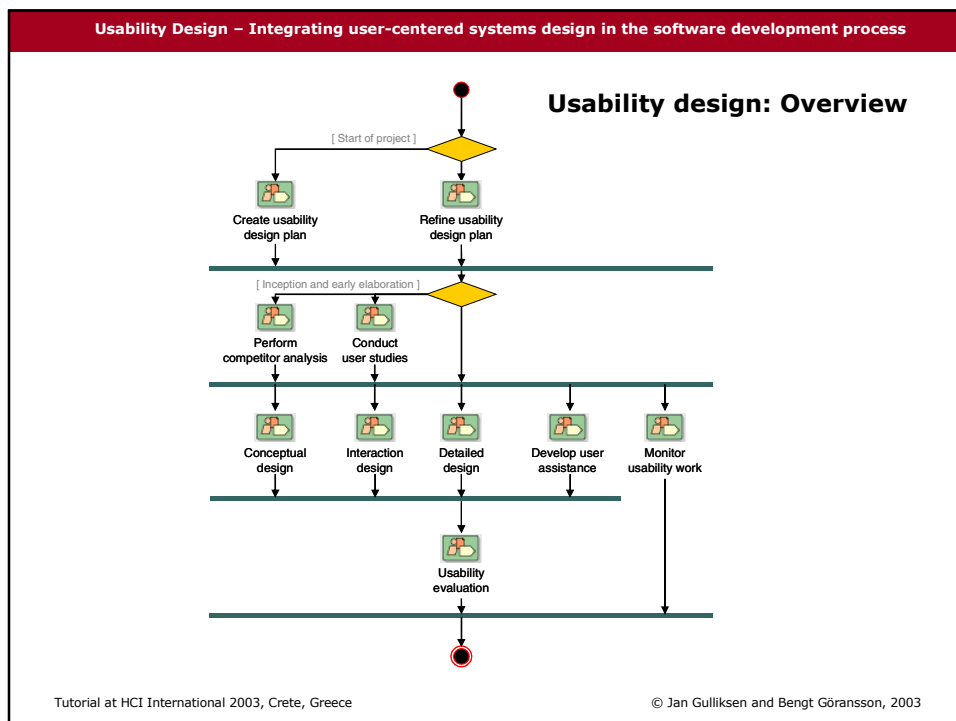 Usability Design – Integrating user-centered systems design in the software development process
Usability design: Overview
[ Start of project ]
Create usability
design plan
Refine usability
design plan
[ Inception and early elaboration ]
Perform
competitor analysis
Conduct
user studies
Conceptual
design
Interaction
design
Detailed
design
Develop user
assistance
Monitor
usability work
Usability
evaluation
Tutorial at HCI International 2003, Crete, Greece
© Jan Gulliksen and Bengt Göransson, 2003